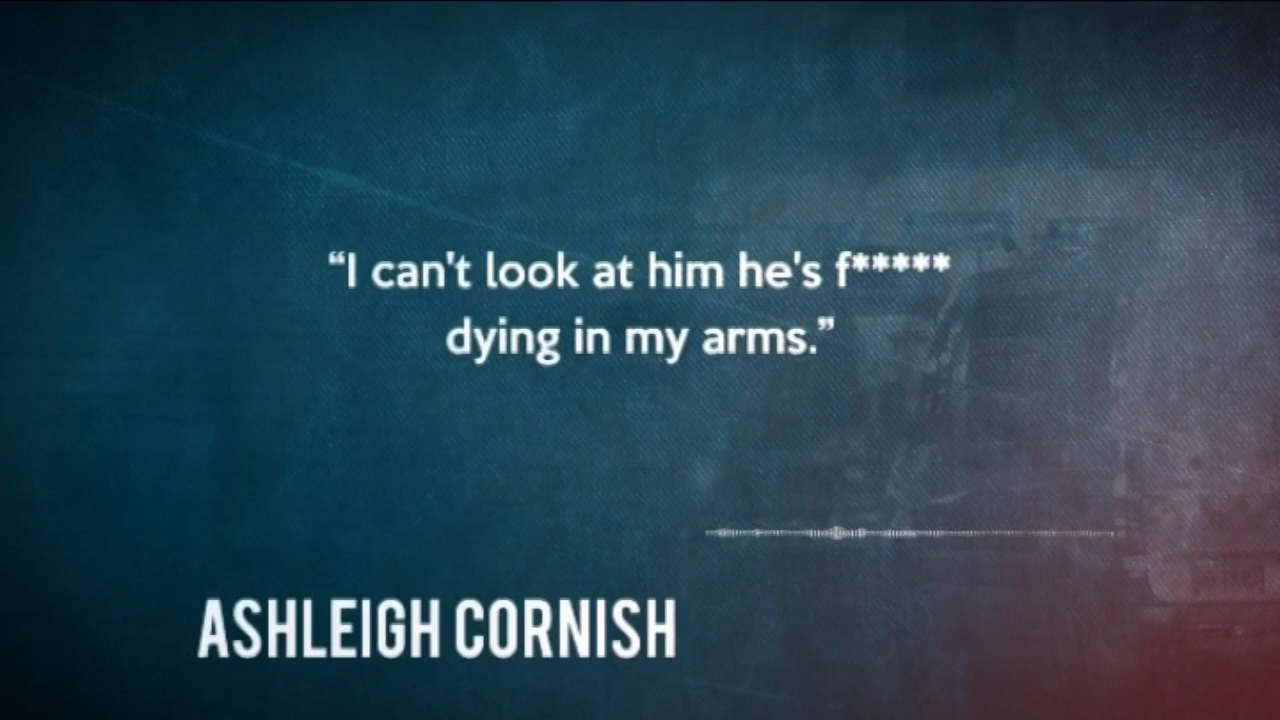 “I can't look at him he's f*****
dying in my arms.”
ASHLEIGH CORNISH